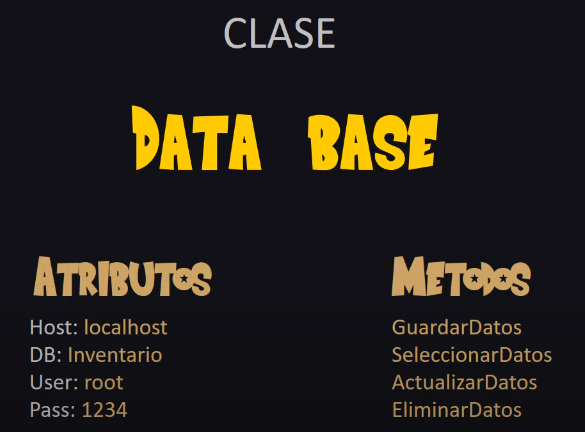 CLASE
DATA BASE
ATRIBUTOS
Host: localhost
DB: Inventario
User: root
Pass: 1234
METODOS
GuardarDatos
SeleccionarDatos
ActualizarDatos
EliminarDatos